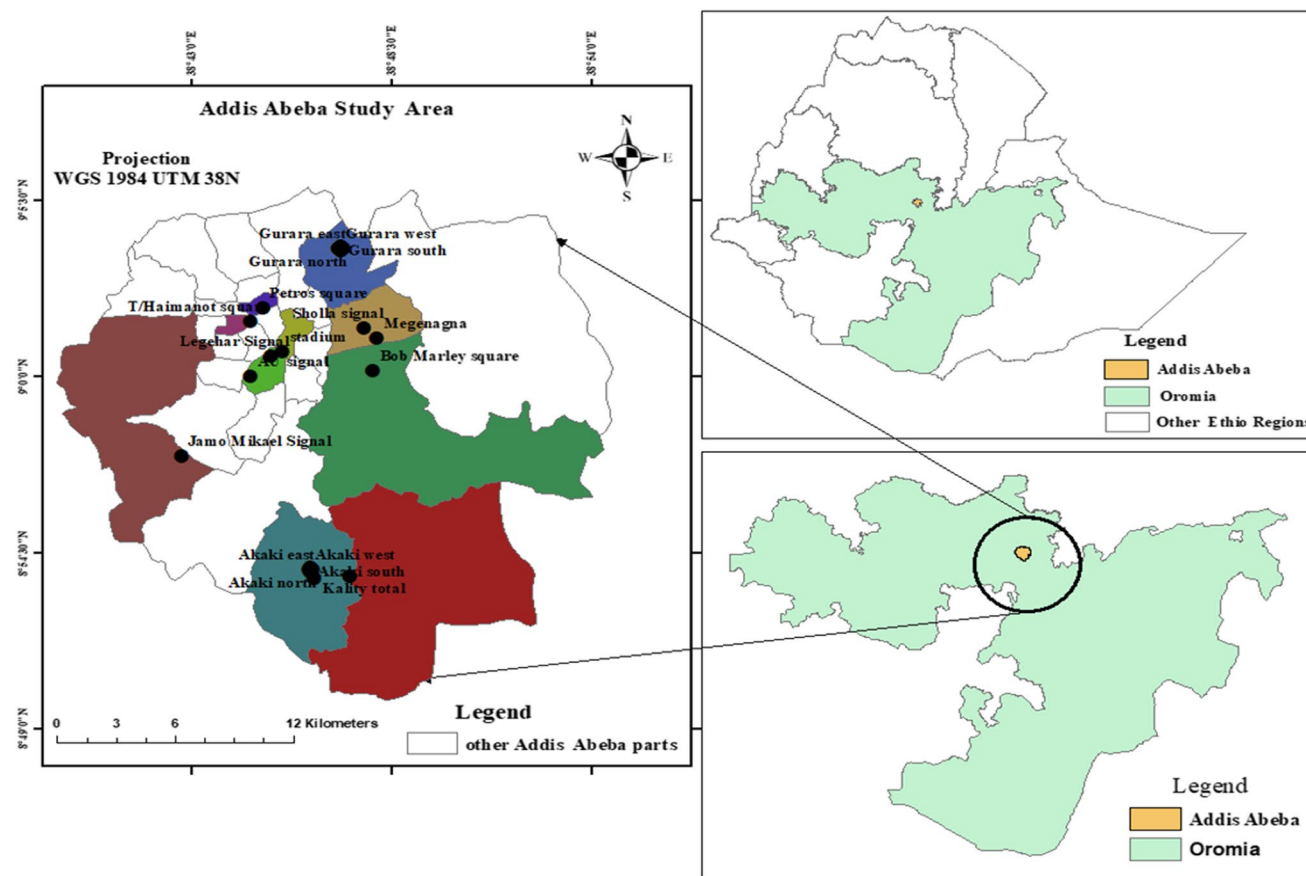 38°43'0"E
38°48'30"E
38°54'0"E
Addis Abeba Study Area
Projection
WGS 1984 UTM 38N
N
W
E
S
9°5'30"N
9°0'0"N
8°54'30"N
8°49'0"N
Gurara east
Gurara west
Gurara south
Gurara north
Petros square
T/Haimanot squa
Sholla signal
Megenagna
Legehar Signal
stadium
AU signal
Bob Marley square
Jamo Mikael Signal
Akaki east
Akaki west
Akaki south
Akaki north
Kality total
0 3 6 12 Kilometers
Legend
other Addis Abeba parts
Legend
Addis Abeba
Oromia
Other Ethio Regions
Legend
Addis Abeba
Oromia